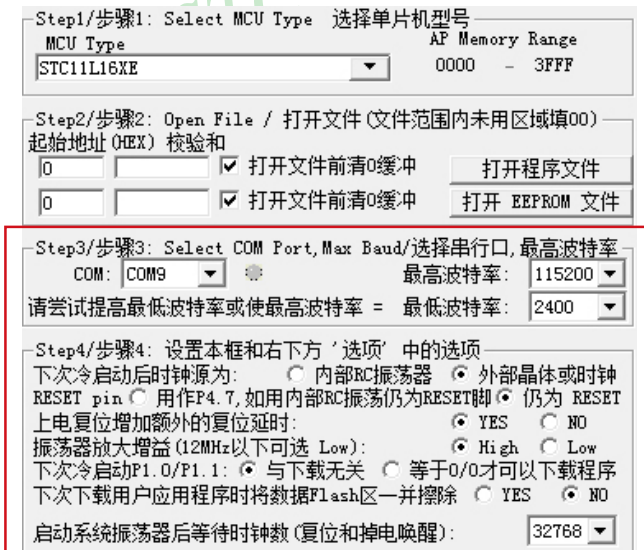 Step1/步骤1: Select MCU Type 选择单片机型号
MCU Type AP Memory Range
STC11L16XE 0000 - 3FFF
Step2/步骤2: Open File / 打开文件(文件范围内未用区域填00)
起始地址(HEX) 校验和
0 打开文件前清0缓冲 打开程序文件
0 打开文件前清0缓冲 打开 EEPROM 文件
Step3/步骤3: Select COM Port,Max Baud/选择串行口,最高波特率
COM: COM9 最高波特率: 115200
请尝试提高最低波特率或使最高波特率 = 最低波特率: 2400
Step4/步骤4: 设置本框和右下方 '选项' 中的选项
下次冷启动后时钟源为: 内部RC振荡器 外部晶体或时钟
RESET pin 用作P4.7,如用内部RC振荡仍为RESET脚 仍为 RESET
上电复位增加额外的复位延时: YES NO
振荡器放大增益(12MHz以下可选 Low): High Low
下次冷启动P1.0/P1.1: 与下载无关 等于0/0才可以下载程序
下次下载用户应用程序时将数据Flash区一并擦除 YES NO
启动系统振荡器后等待时钟数(复位和掉电唤醒): 32768